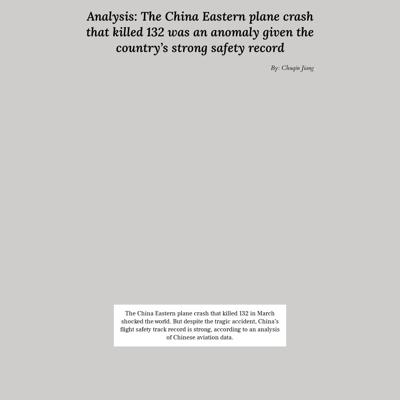 Analysis: The China Eastern plane crash
that killed 132 was an anomaly given the
country's strong safety record
By: Chuqin Jiang
The China Eastern plane crash that killed 132 in March
shocked the world. But despite the tragic accident, China's
flight safety track record is strong, according to an analysis
of Chinese aviation data.